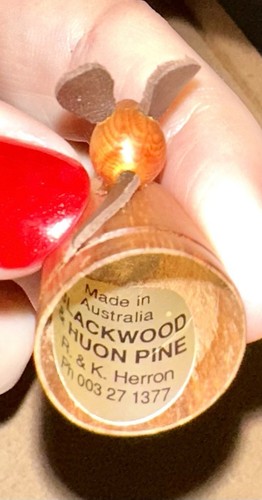 Made in
Australia
LACKWOOD
& HUON PiNE
R. & K. Herron
Ph 003 27 1377